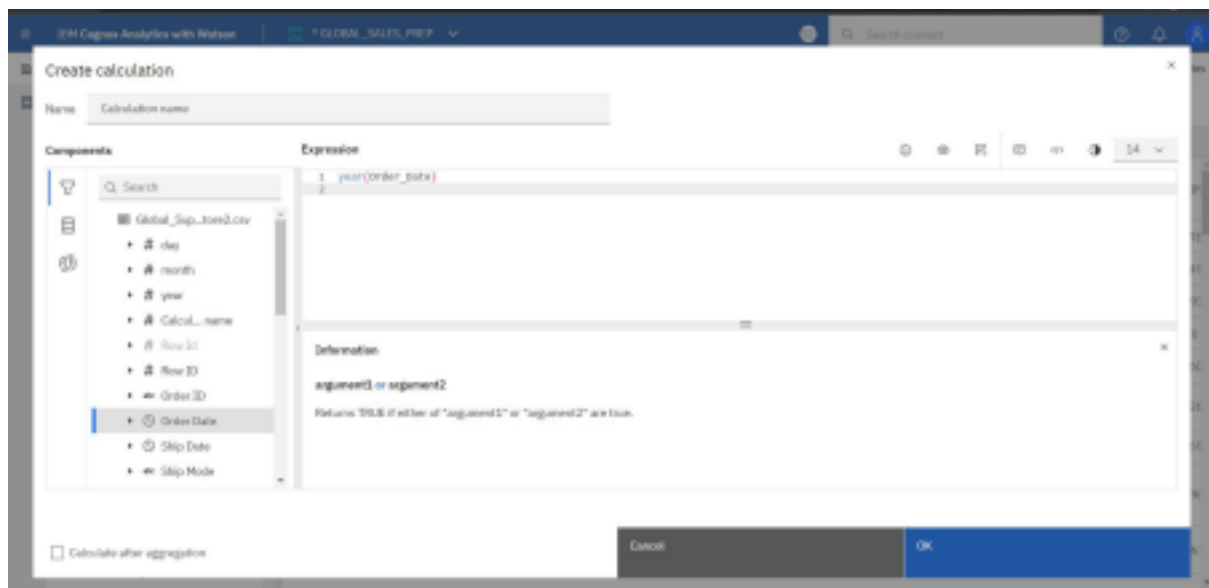 IBM Cognos Analytics with Watson
* GLOBAL_SALES_PREP
Search content
Create calculation
Name
Calculation name
Components
Expression
14
Search
1 year(Order_Date)
2
Global_Sup...tore2.csv
day
month
year
Calcul... name
Row Id
Row ID
abc Order ID
Order Date
Ship Date
abc Ship Mode
Information
argument1 or argument2
Returns TRUE if either of "argument1" or "argument2" are true.
Calculate after aggregation
Cancel
OK